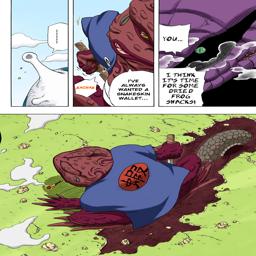 YOU...
I THINK
IT'S TIME
FOR SOME
DRIED
FROG
SNACKS!
I'VE
ALWAYS
WANTED A
SNAKESKIN
WALLET...